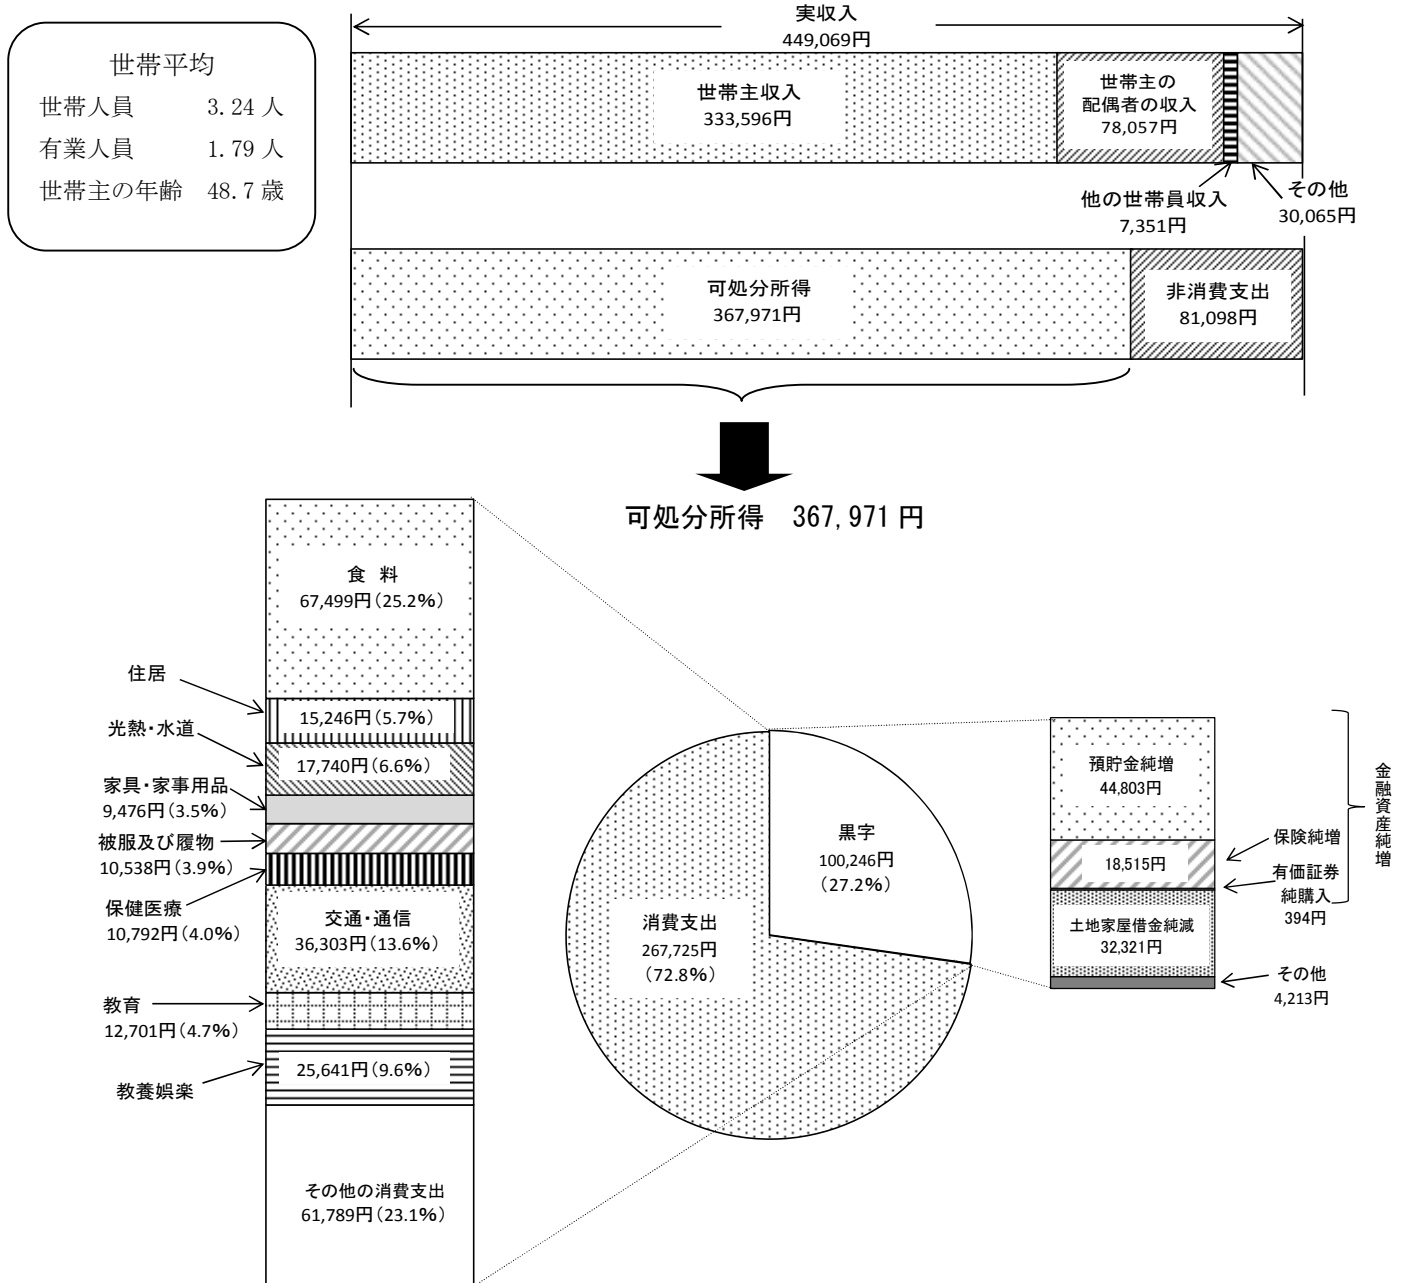 世帯平均
世帯人員 3.24 人
有業人員 1.79 人
世帯主の年齢 48.7 歳
実収入
449,069円
世帯主収入
333,596円
世帯主の
配偶者の収入
78,057円
他の世帯員収入
7,351円
その他
30,065円
可処分所得
367,971円
非消費支出
81,098円
可処分所得 367,971 円
食 料
67,499円(25.2%)
住居
15,246円(5.7%)
光熱・水道
17,740円(6.6%)
家具・家事用品
9,476円(3.5%)
被服及び履物
10,538円(3.9%)
保健医療
10,792円(4.0%)
交通・通信
36,303円(13.6%)
教育
12,701円(4.7%)
教養娯楽
25,641円(9.6%)
その他の消費支出
61,789円(23.1%)
消費支出
267,725円
(72.8%)
黒字
100,246円
(27.2%)
預貯金純増
44,803円
18,515円
保険純増
有価証券
純購入
394円
土地家屋借金純減
32,321円
その他
4,213円
金融資産純増